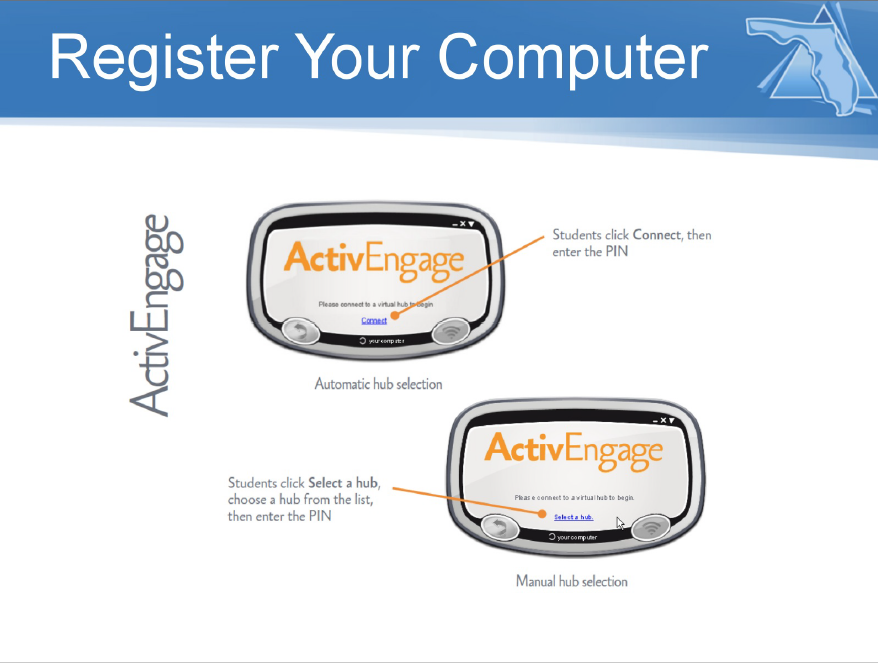 Register Your Computer
ActivEngage
ActivEngage
Please connect to a virtual hub to begin
Connect
your computer
Students click Connect, then
enter the PIN
Automatic hub selection
Students click Select a hub,
choose a hub from the list,
then enter the PIN
ActivEngage
Please connect to a virtual hub to begin
Select a hub.
your computer
Manual hub selection